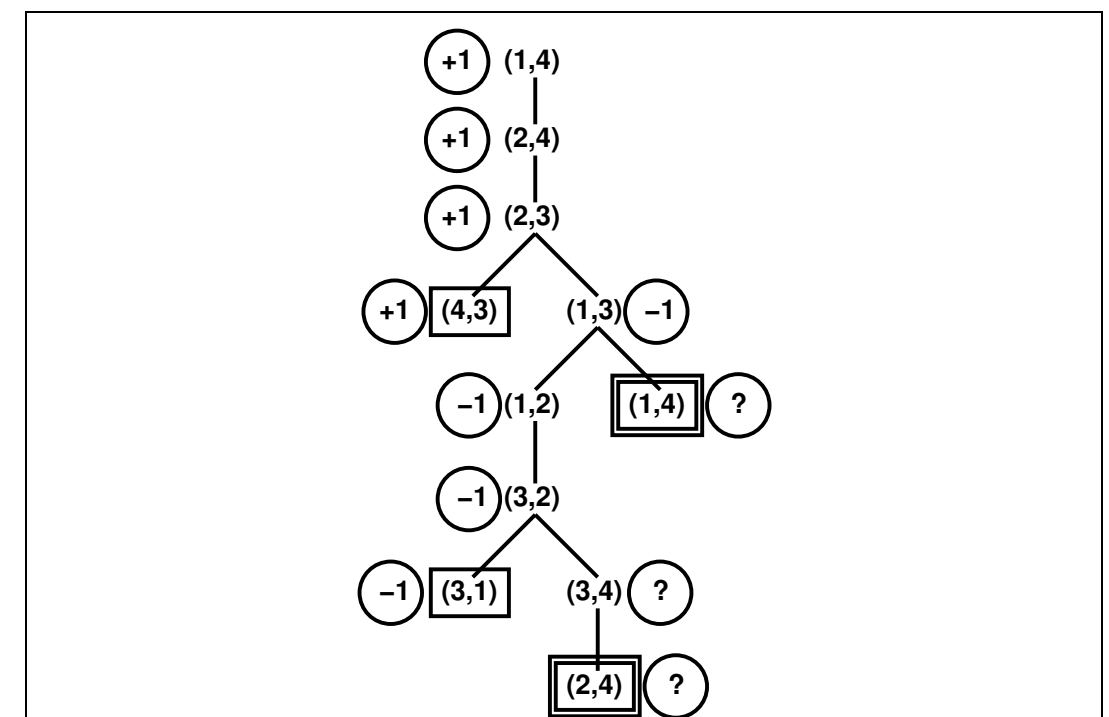 +1 (1,4)
+1 (2,4)
+1 (2,3)
+1 (4,3) (1,3) −1
−1 (1,2) (1,4) ?
−1 (3,2)
−1 (3,1) (3,4) ?
(2,4) ?